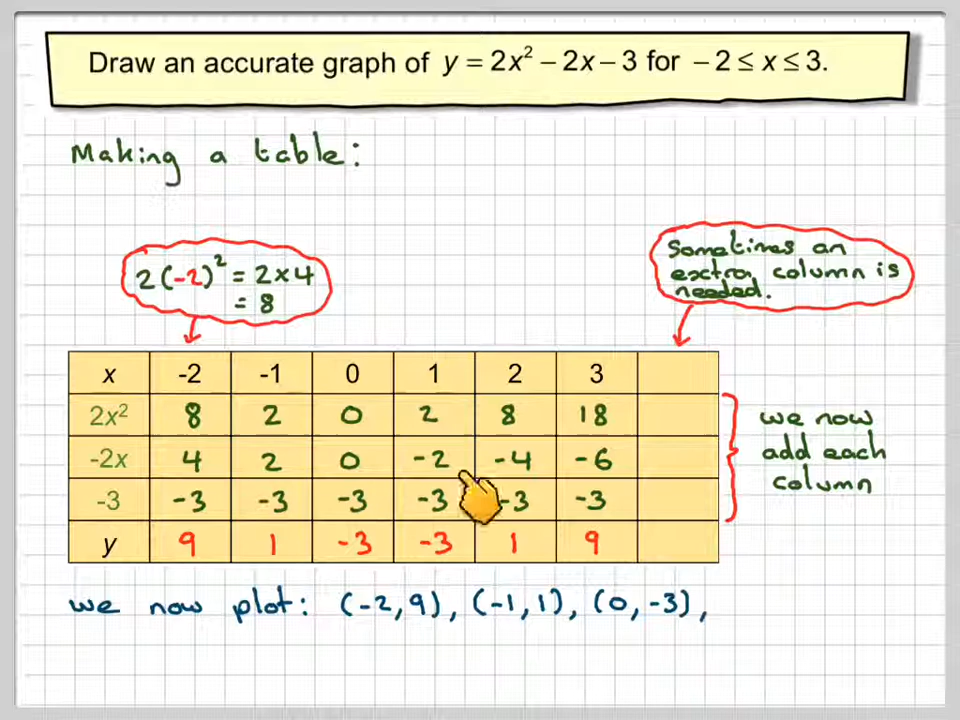 Draw an accurate graph of y = 2x² − 2x − 3 for − 2 ≤ x ≤ 3.
Making a table:
2(-2)² = 2×4
= 8
Sometimes an
extra column is
needed.
x -2 -1 0 1 2 3
2x² 8 2 0 2 8 18
-2x 4 2 0 -2 -4 -6
-3 -3 -3 -3 -3 -3 -3
y 9 1 -3 -3 1 9
we now
add each
column
we now plot: (-2,9), (-1,1), (0,-3),